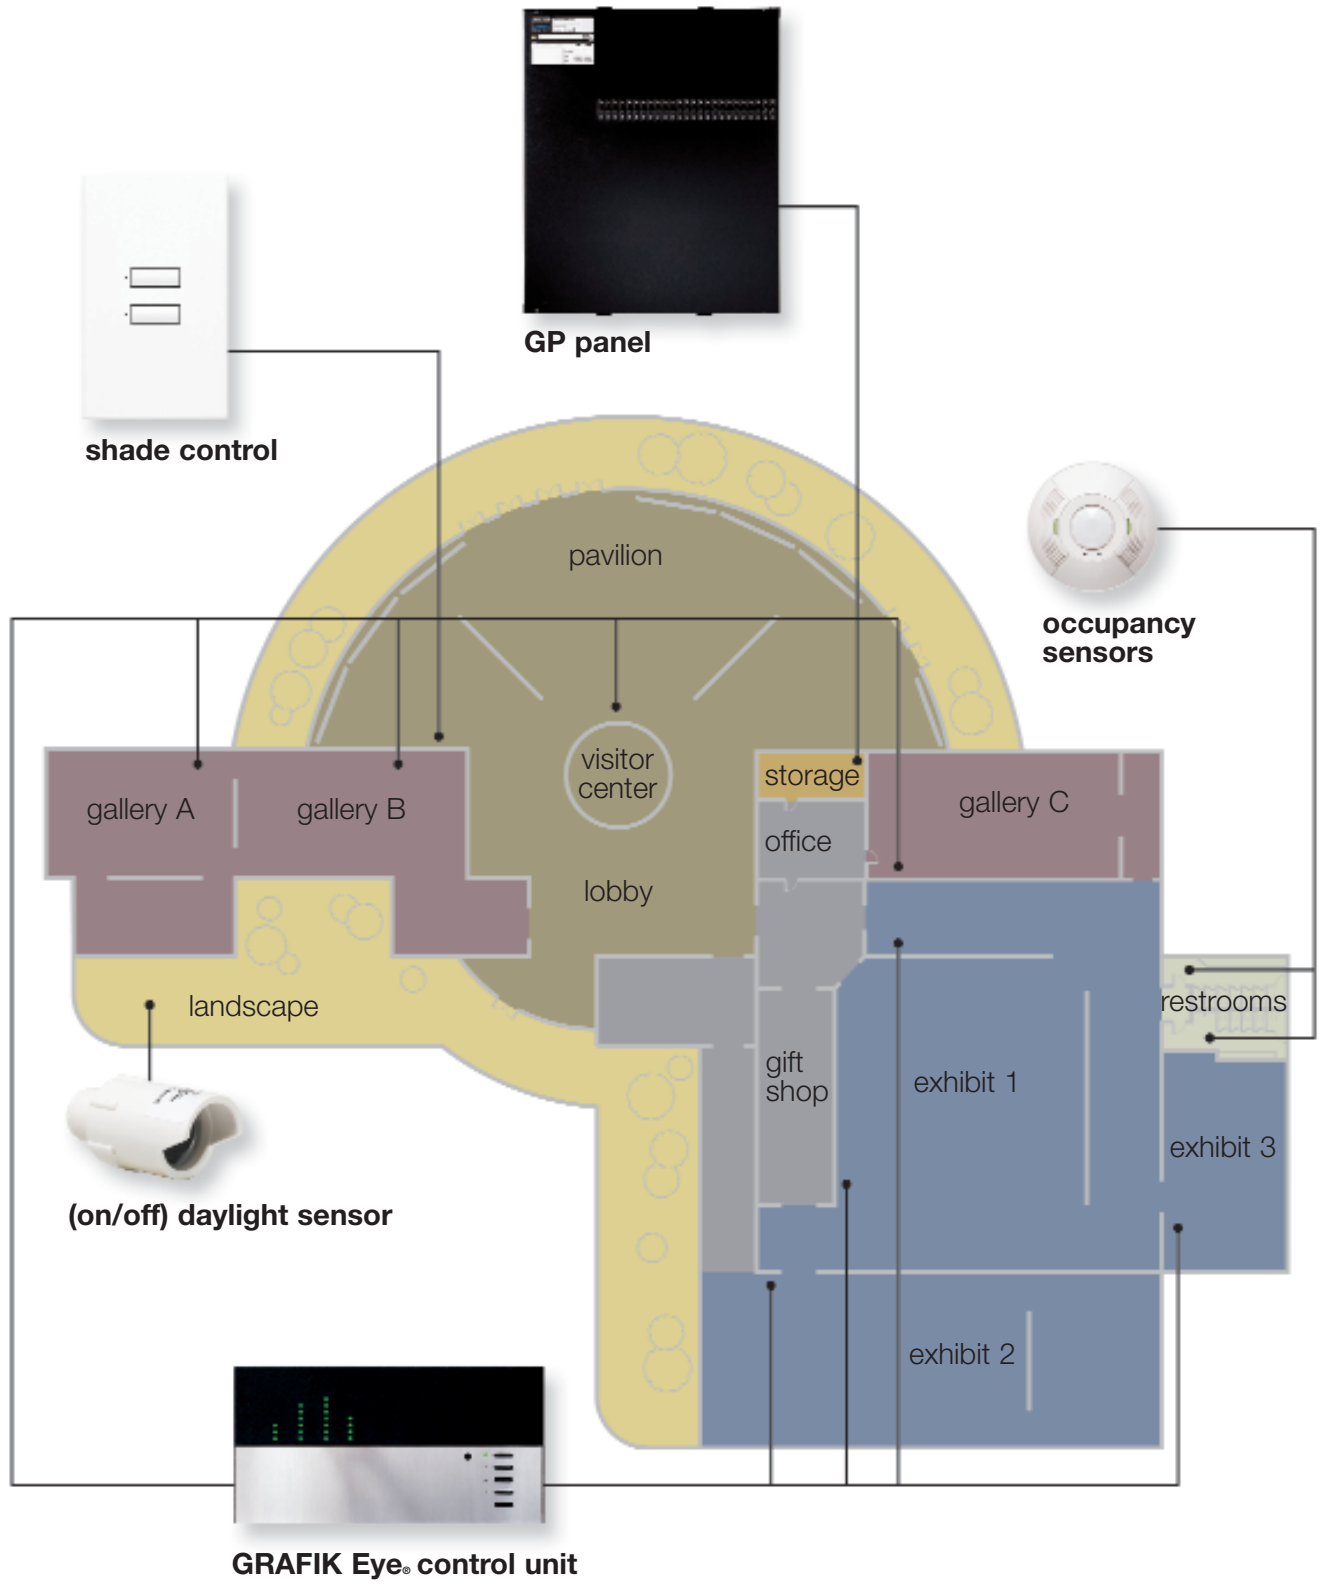 GP panel
shade control
pavilion
occupancy
sensors
visitor
center
storage
gallery A
gallery B
gallery C
office
lobby
landscape
restrooms
gift
shop
exhibit 1
exhibit 3
(on/off) daylight sensor
exhibit 2
GRAFIK Eye® control unit